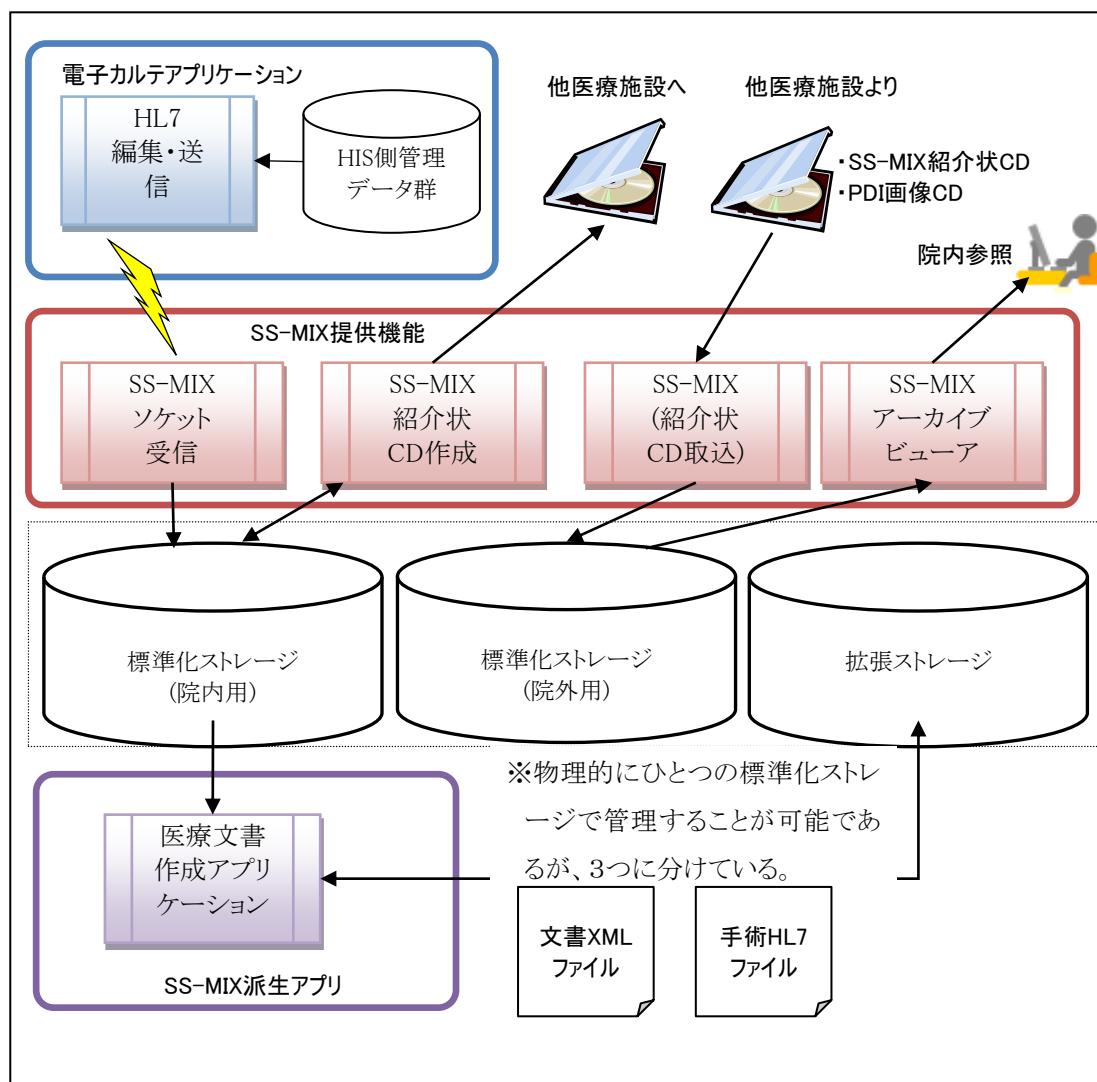 電子カルテアプリケーション
HL7
編集・送
信
HIS側管理
データ群
他医療施設へ
他医療施設より
・SS-MIX紹介状CD
・PDI画像CD
院内参照
SS-MIX提供機能
SS-MIX
ソケット
受信
SS-MIX
紹介状
CD作成
SS-MIX
(紹介状
CD取込)
SS-MIX
アーカイブ
ビューア
標準化ストレージ
(院内用)
標準化ストレージ
(院外用)
拡張ストレージ
※物理的にひとつの標準化ストレ
ージで管理することが可能であ
るが、3つに分けている。
医療文書
作成アプリ
ケーション
SS-MIX派生アプリ
文書XML
ファイル
手術HL7
ファイル